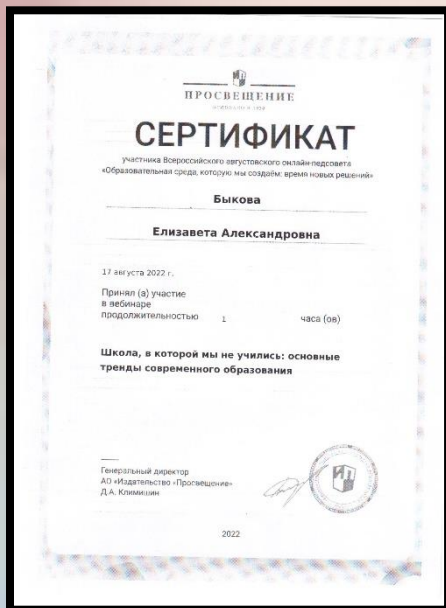 ПРОСВЕЩЕНИЕ
СЕРТИФИКАТ
участника Всероссийского августовского онлайн-педсовета
«Образовательная среда, которую мы создаём: время новых решений»
Быкова
Елизавета Александровна
17 августа 2022 г.
Принял (а) участие
в вебинаре
продолжительностью 1 часа (ов)
Школа, в которой мы не учились: основные
тренды современного образования
Генеральный директор
АО «Издательство «Просвещение»
Д.А. Климишин
ИП
2022